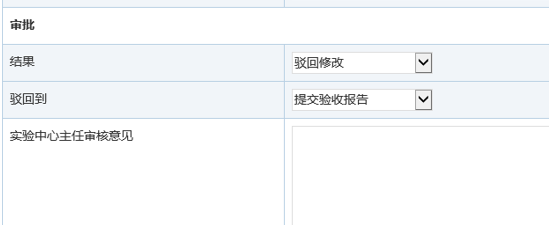 审批
结果
驳回修改
驳回到
提交验收报告
实验中心主任审核意见